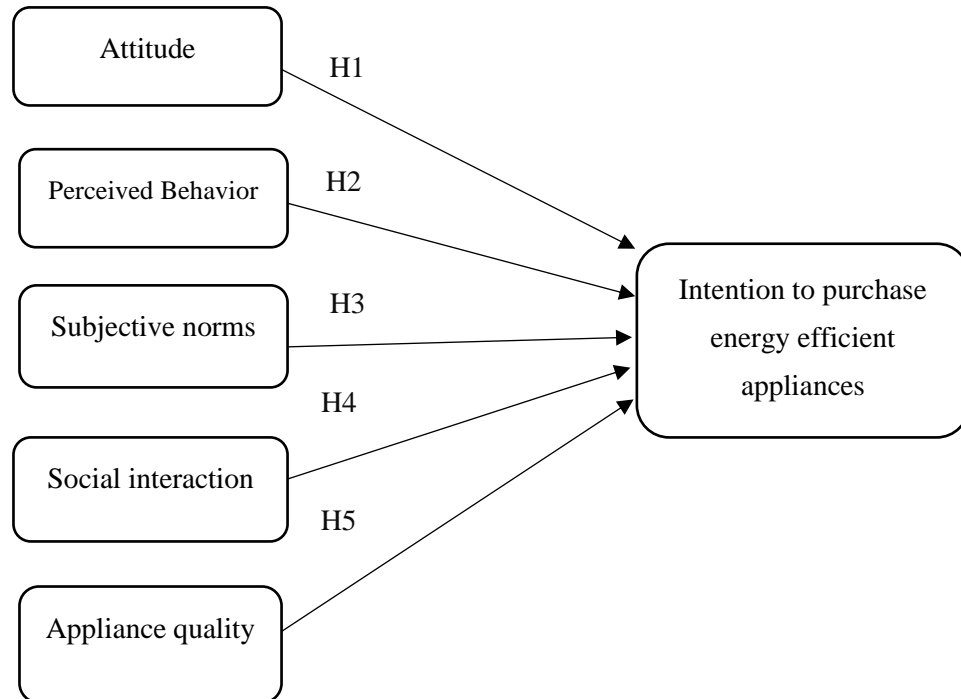 Attitude
H1
Perceived Behavior
H2
Subjective norms
H3
Social interaction
H4
Appliance quality
H5
Intention to purchase
energy efficient
appliances